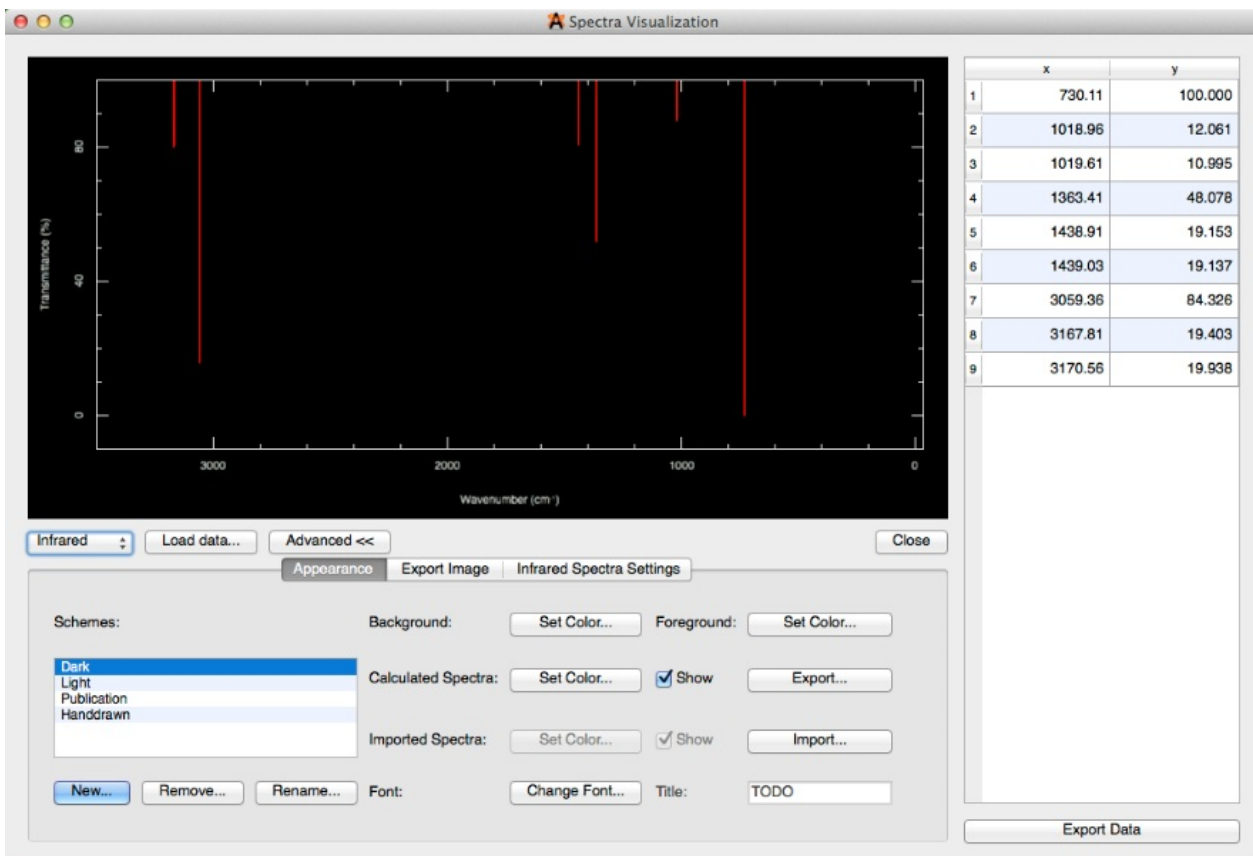 Spectra Visualization
Transmittance (%)
80
40
0
3000 2000 1000 0
Wavenumber (cm⁻¹)
x y
1 730.11 100.000
2 1018.96 12.061
3 1019.61 10.995
4 1363.41 48.078
5 1438.91 19.153
6 1439.03 19.137
7 3059.36 84.326
8 3167.81 19.403
9 3170.56 19.938
Infrared Load data... Advanced << Close
Appearance Export Image Infrared Spectra Settings
Schemes: Background: Set Color... Foreground: Set Color...
Dark
Light
Publication
Handdrawn
Calculated Spectra: Set Color... Show Export...
Imported Spectra: Set Color... Show Import...
New... Remove... Rename... Font: Change Font... Title: TODO
Export Data